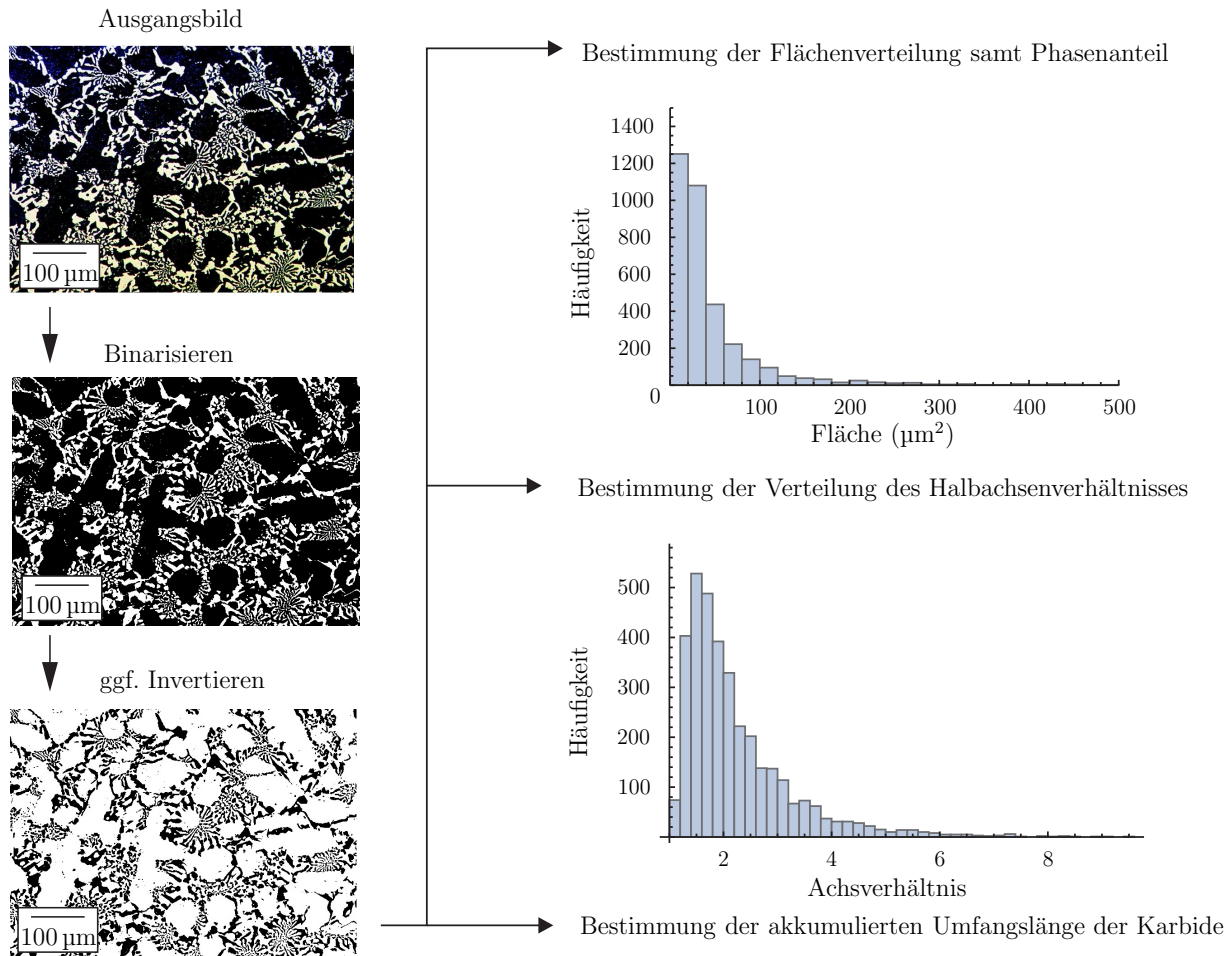 Ausgangsbild
100 µm
Binarisieren
100 µm
ggf. Invertieren
100 µm
Bestimmung der Flächenverteilung samt Phasenanteil
Häufigkeit
1400
1200
1000
800
600
400
200
0
100 200 300 400 500
Fläche (µm²)
Bestimmung der Verteilung des Halbachsenverhältnisses
Häufigkeit
500
400
300
200
100
2 4 6 8
Achsverhältnis
Bestimmung der akkumulierten Umfangslänge der Karbide